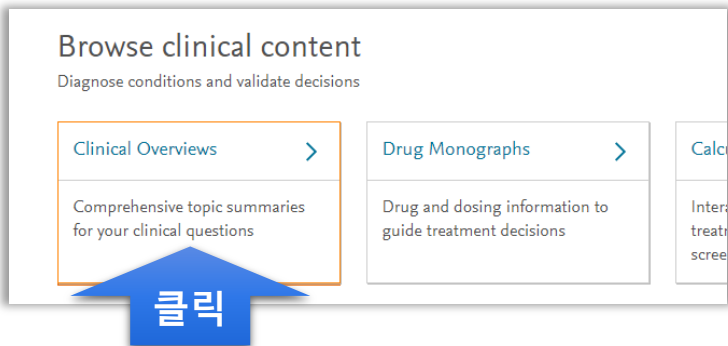 Browse clinical content
Diagnose conditions and validate decisions
Clinical Overviews
Comprehensive topic summaries
for your clinical questions
Drug Monographs
Drug and dosing information to
guide treatment decisions
클릭